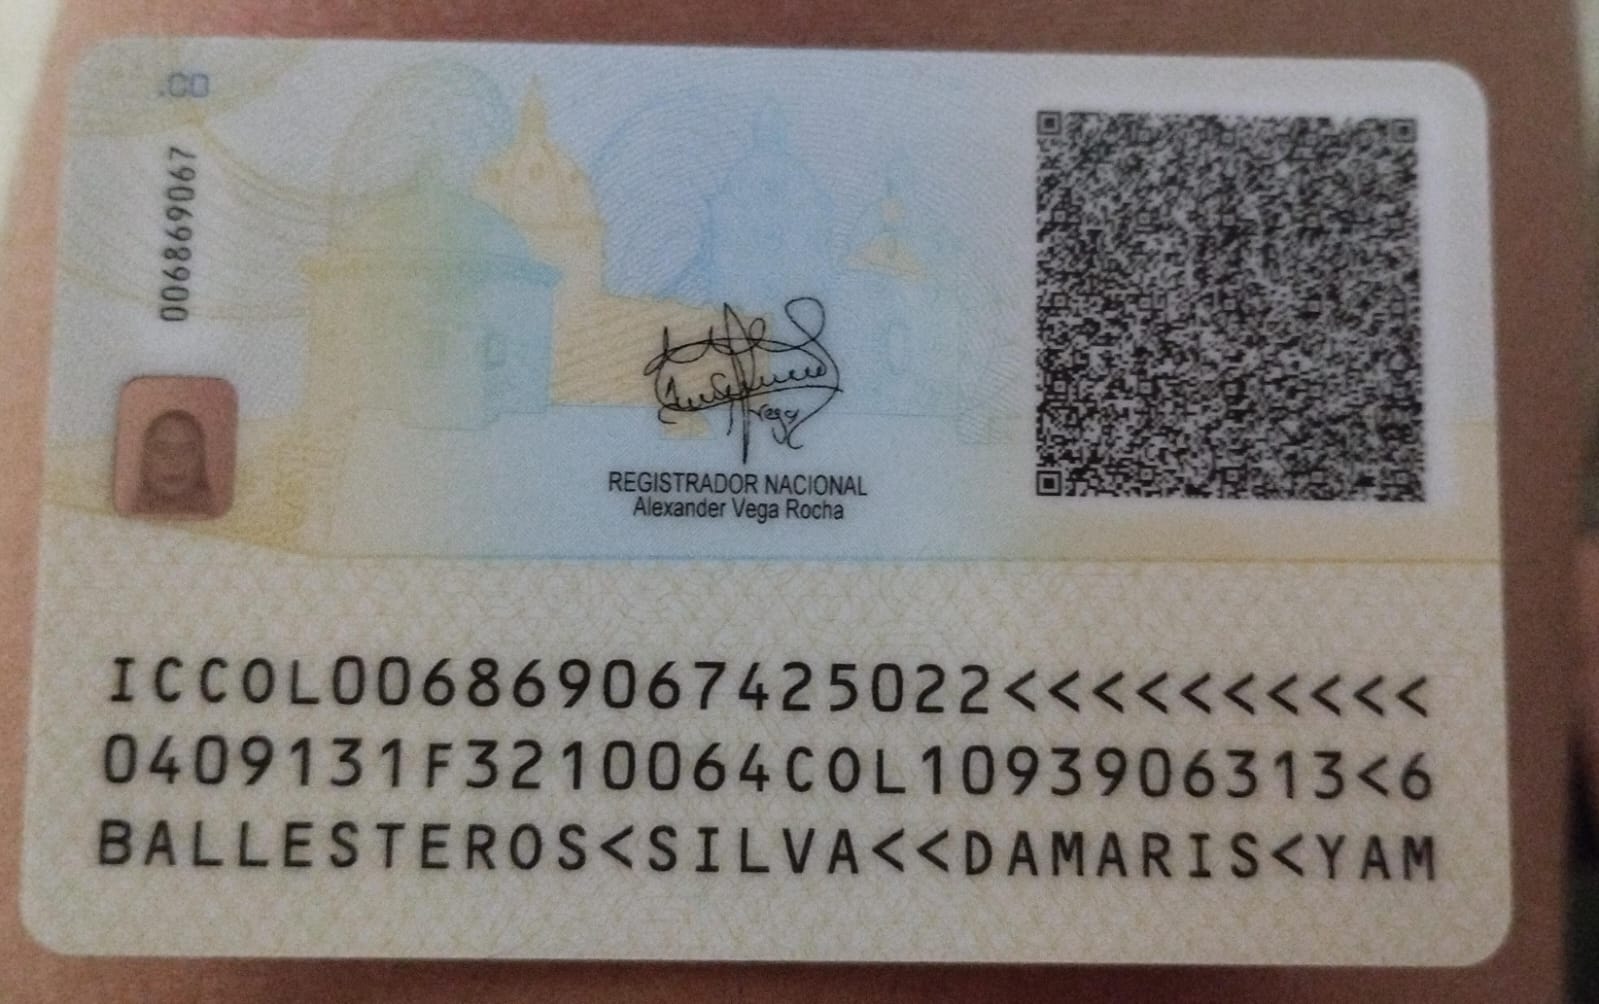 .CO
006869067
REGISTRADOR NACIONAL
Alexander Vega Rocha
ICCOL006869067425022<<<<<<<<<<
0409131F3210064COL1093906313<6
BALLESTEROS<SILVA<<DAMARIS<YAM